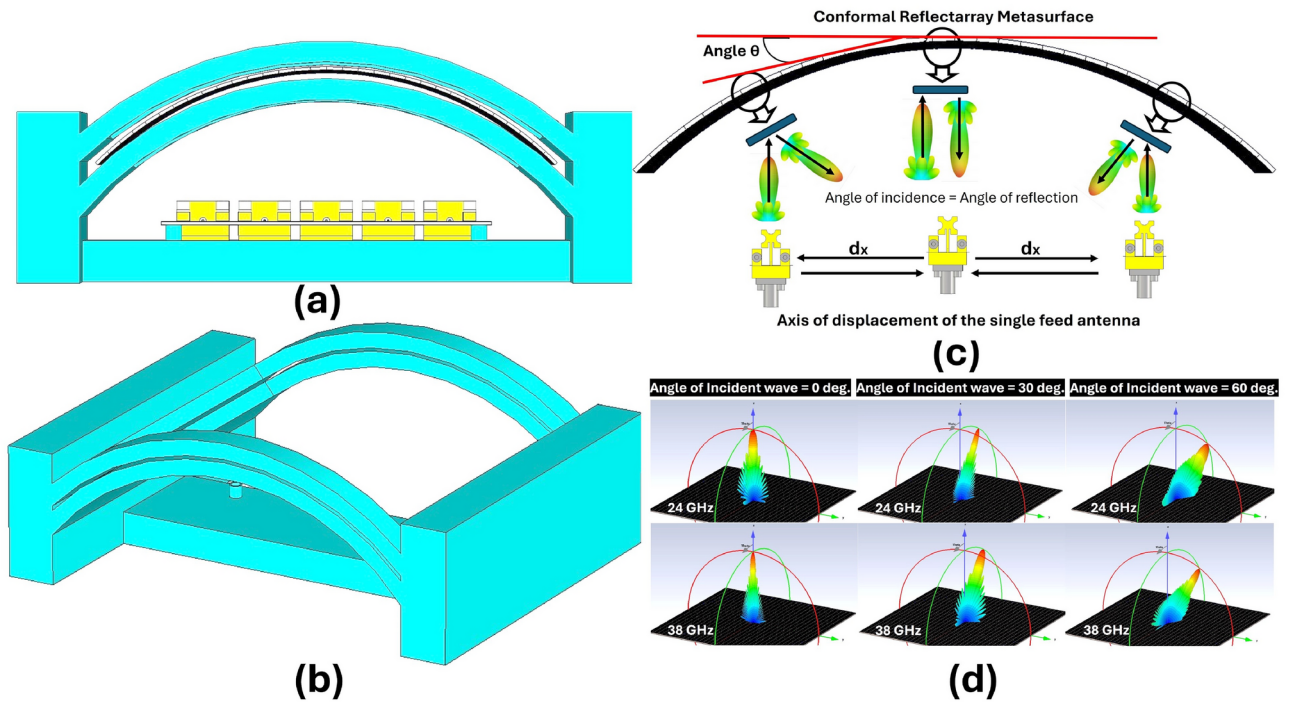 (a)
(b)
Conformal Reflectarray Metasurface
Angle θ
Angle of incidence = Angle of reflection
dx dx
Axis of displacement of the single feed antenna
(c)
Angle of Incident wave = 0 deg. Angle of Incident wave = 30 deg. Angle of Incident wave = 60 deg.
24 GHz 24 GHz 24 GHz
38 GHz 38 GHz 38 GHz
(d)